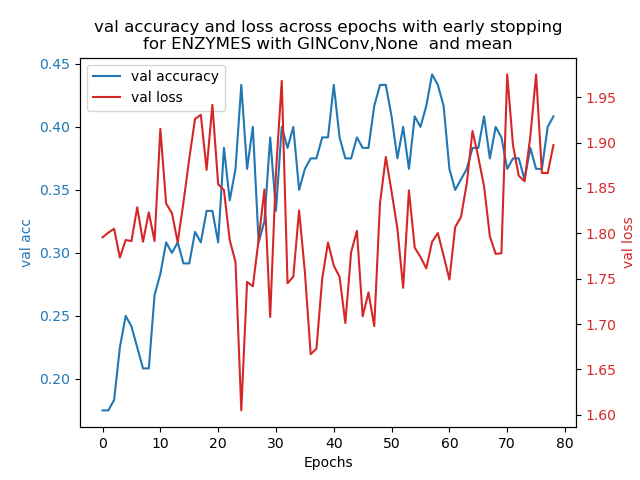 val accuracy and loss across epochs with early stopping
for ENZYMES with GINConv,None  and mean
val accuracy
val loss
0.45
0.40
0.35
0.30
0.25
0.20
val acc
1.95
1.90
1.85
1.80
1.75
1.70
1.65
1.60
val loss
0 10 20 30 40 50 60 70 80
Epochs